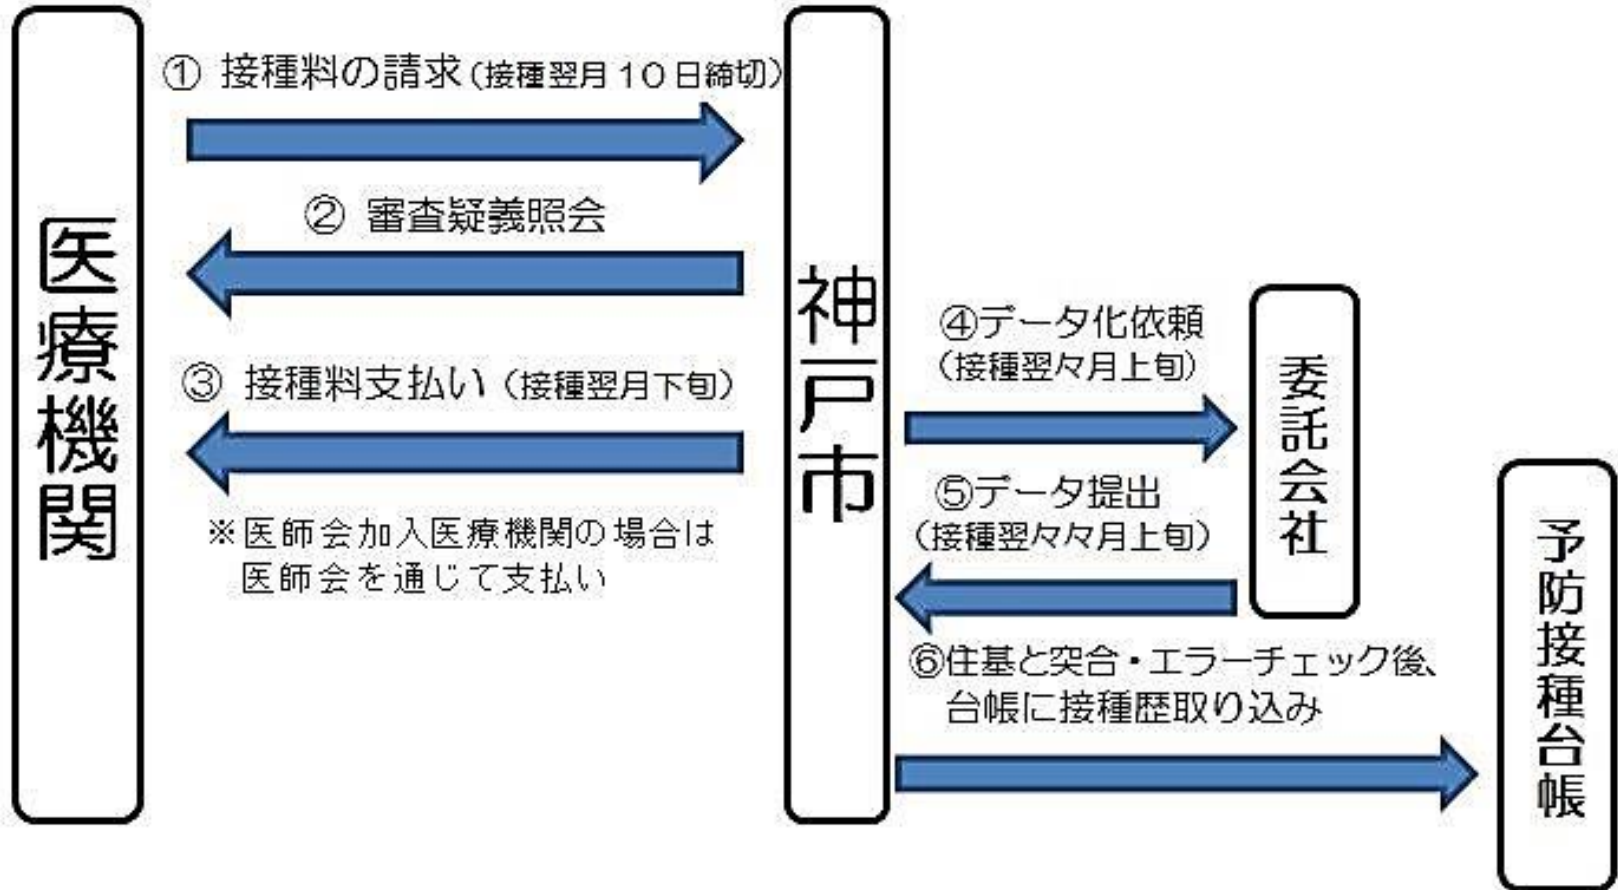 医療機関
① 接種料の請求(接種翌月10日締切)
② 審査疑義照会
③ 接種料支払い(接種翌月下旬)
※医師会加入医療機関の場合は
医師会を通じて支払い
神戸市
④データ化依頼
(接種翌々月上旬)
⑤データ提出
(接種翌々々月上旬)
委託会社
⑥住基と突合・エラーチェック後、
台帳に接種歴取り込み
予防接種台帳